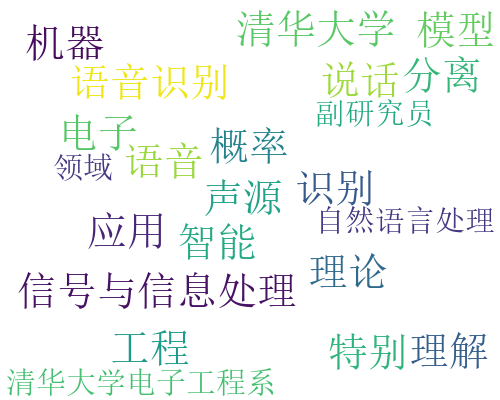 清华大学 模型
机器
语音识别 说话 分离
副研究员
电子 语音 概率
领域
声源 识别
应用 智能 自然语言处理
信号与信息处理 理论
工程 特别 理解
清华大学电子工程系